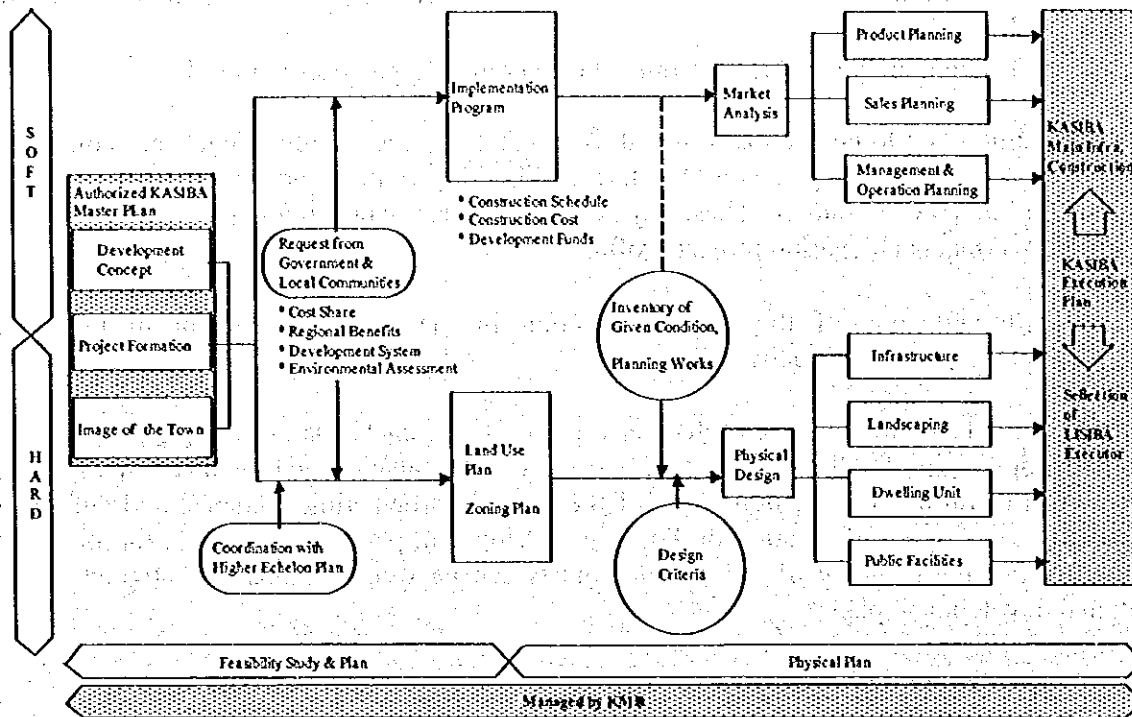 SOFT
HARD
Authorized KASIBA
Master PLan
Development
Concept
Project Formation
Image of the Town
Request from
Government &
Local Communities
• Cost Share
• Regional Benefits
• Development System
• Environmental Assessment
Coordination with
Higher Echelon Plan
Implementation
Program
• Construction Schedule
• Construction Cost
• Development Funds
Land Use
Plan
Zoning Plan
Inventory of
Given Condition,
Planning Works
Design
Criteria
Market
Analysis
Physical
Design
Product Planning
Sales Planning
Management &
Operation Planning
Infrastructure
Landscaping
Dwelling Unit
Public Facilities
KASIBA
Main Infra.
Construction
KASIBA
Execution
Plan
Selection
of
LISIBA
Executor
Feasibility Study & Plan
Physical Plan
Managed by KMB